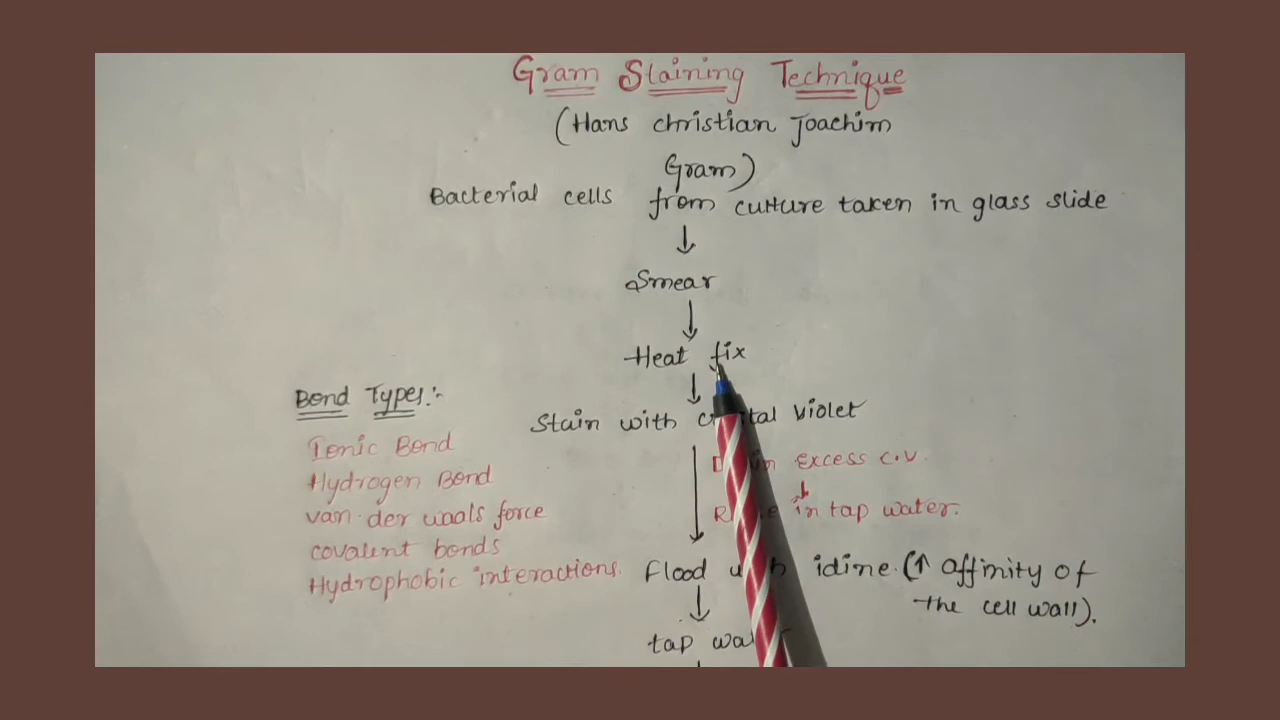 Gram Staining Technique
(Hans christian Joachim
Gram)
Bacterial cells from culture taken in glass slide
↓
Smear
↓
Heat fix
↓
Stain with violet
excess c.v.
↓
in tap water.
↓
Flood idine (↑ affinity of
the cell wall).
↓
tap
Bond Types:-
Ionic Bond
Hydrogen Bond
van der waals force
covalent bonds
Hydrophobic interactions.